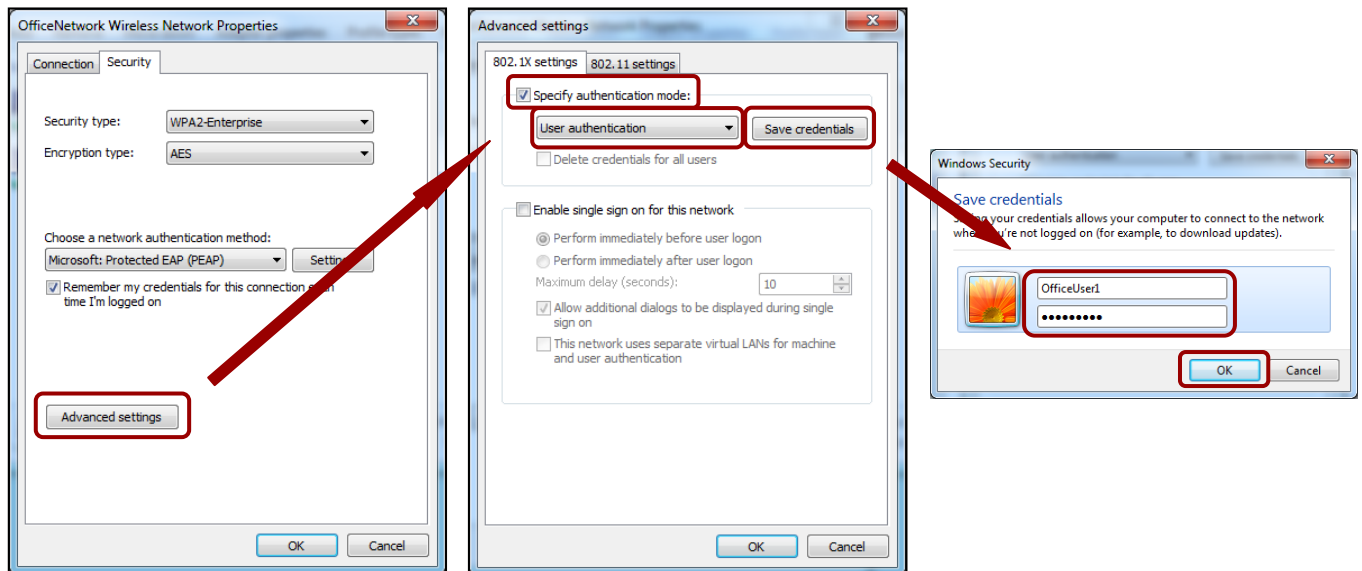 OfficeNetwork Wireless Network Properties
Connection
Security
Security type:
WPA2-Enterprise
Encryption type:
AES
Choose a network authentication method:
Microsoft: Protected EAP (PEAP)
Remember my credentials for this connection
time I'm logged on
Advanced settings
OK
Cancel
Advanced settings
802.1X settings
802.11 settings
Specify authentication mode:
User authentication
Save credentials
Delete credentials for all users
Enable single sign on for this network
Perform immediately before user logon
Perform immediately after user logon
Maximum delay (seconds):
10
Allow additional dialogs to be displayed during single
sign on
This network uses separate virtual LANs for machine
and user authentication
OK
Cancel
Windows Security
Save credentials
your credentials allows your computer to connect to the network
not logged on (for example, to download updates).
OfficeUser1
●●●●●●●●●
OK
Cancel